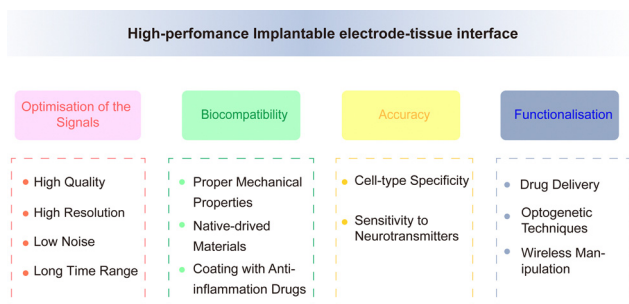 High-perfomance Implantable electrode-tissue interface
Optimisation of the
Signals
High Quality
High Resolution
Low Noise
Long Time Range
Biocompatibility
Proper Mechanical
Properties
Native-drived
Materials
Coating with Anti-
inflammation Drugs
Accuracy
Cell-type Specificity
Sensitivity to
Neurotransmitters
Functionalisation
Drug Delivery
Optogenetic
Techniques
Wireless Man-
ipulation